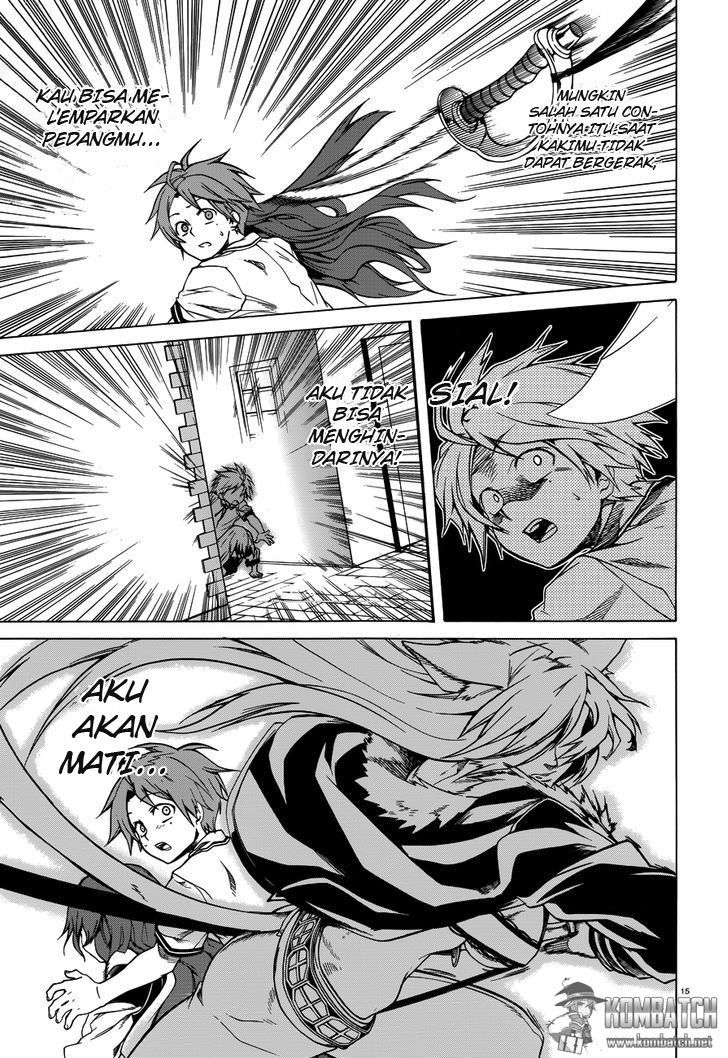 MUNGKIN
SALAH SATU CON-
TOHNYA ITU SAAT
KAKIMU TIDAK
DAPAT BERGERAK,
KAU BISA ME-
LEMPARKAN
PEDANGMU...
SIAL!
AKU TIDAK
BISA
MENGHIN-
DARINYA!
AKU
AKAN
MATI...
15
KOMBATCH
www.kombatch.net